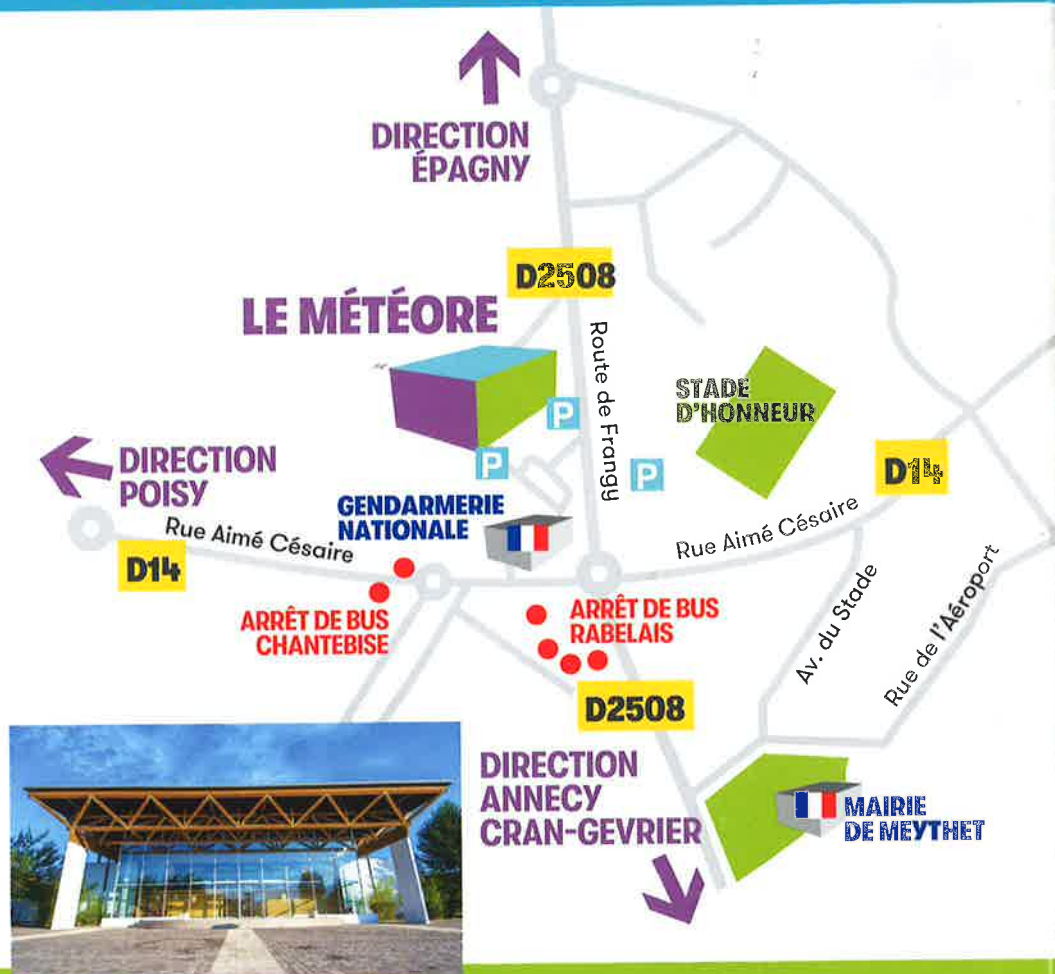 DIRECTION
ÉPAGNY
D2508
LE MÉTÉORE
Route de Frangy
STADE
D'HONNEUR
P
P
P
DIRECTION
POISY
D14
GENDARMERIE
NATIONALE
Rue Aimé Césaire
Rue Aimé Césaire
D14
ARRÊT DE BUS
CHANTEBISE
ARRÊT DE BUS
RABELAIS
Av. du Stade
Rue de l'Aéroport
D2508
DIRECTION
ANNECY
CRAN-GEVRIER
MAIRIE
DE MEYTHET